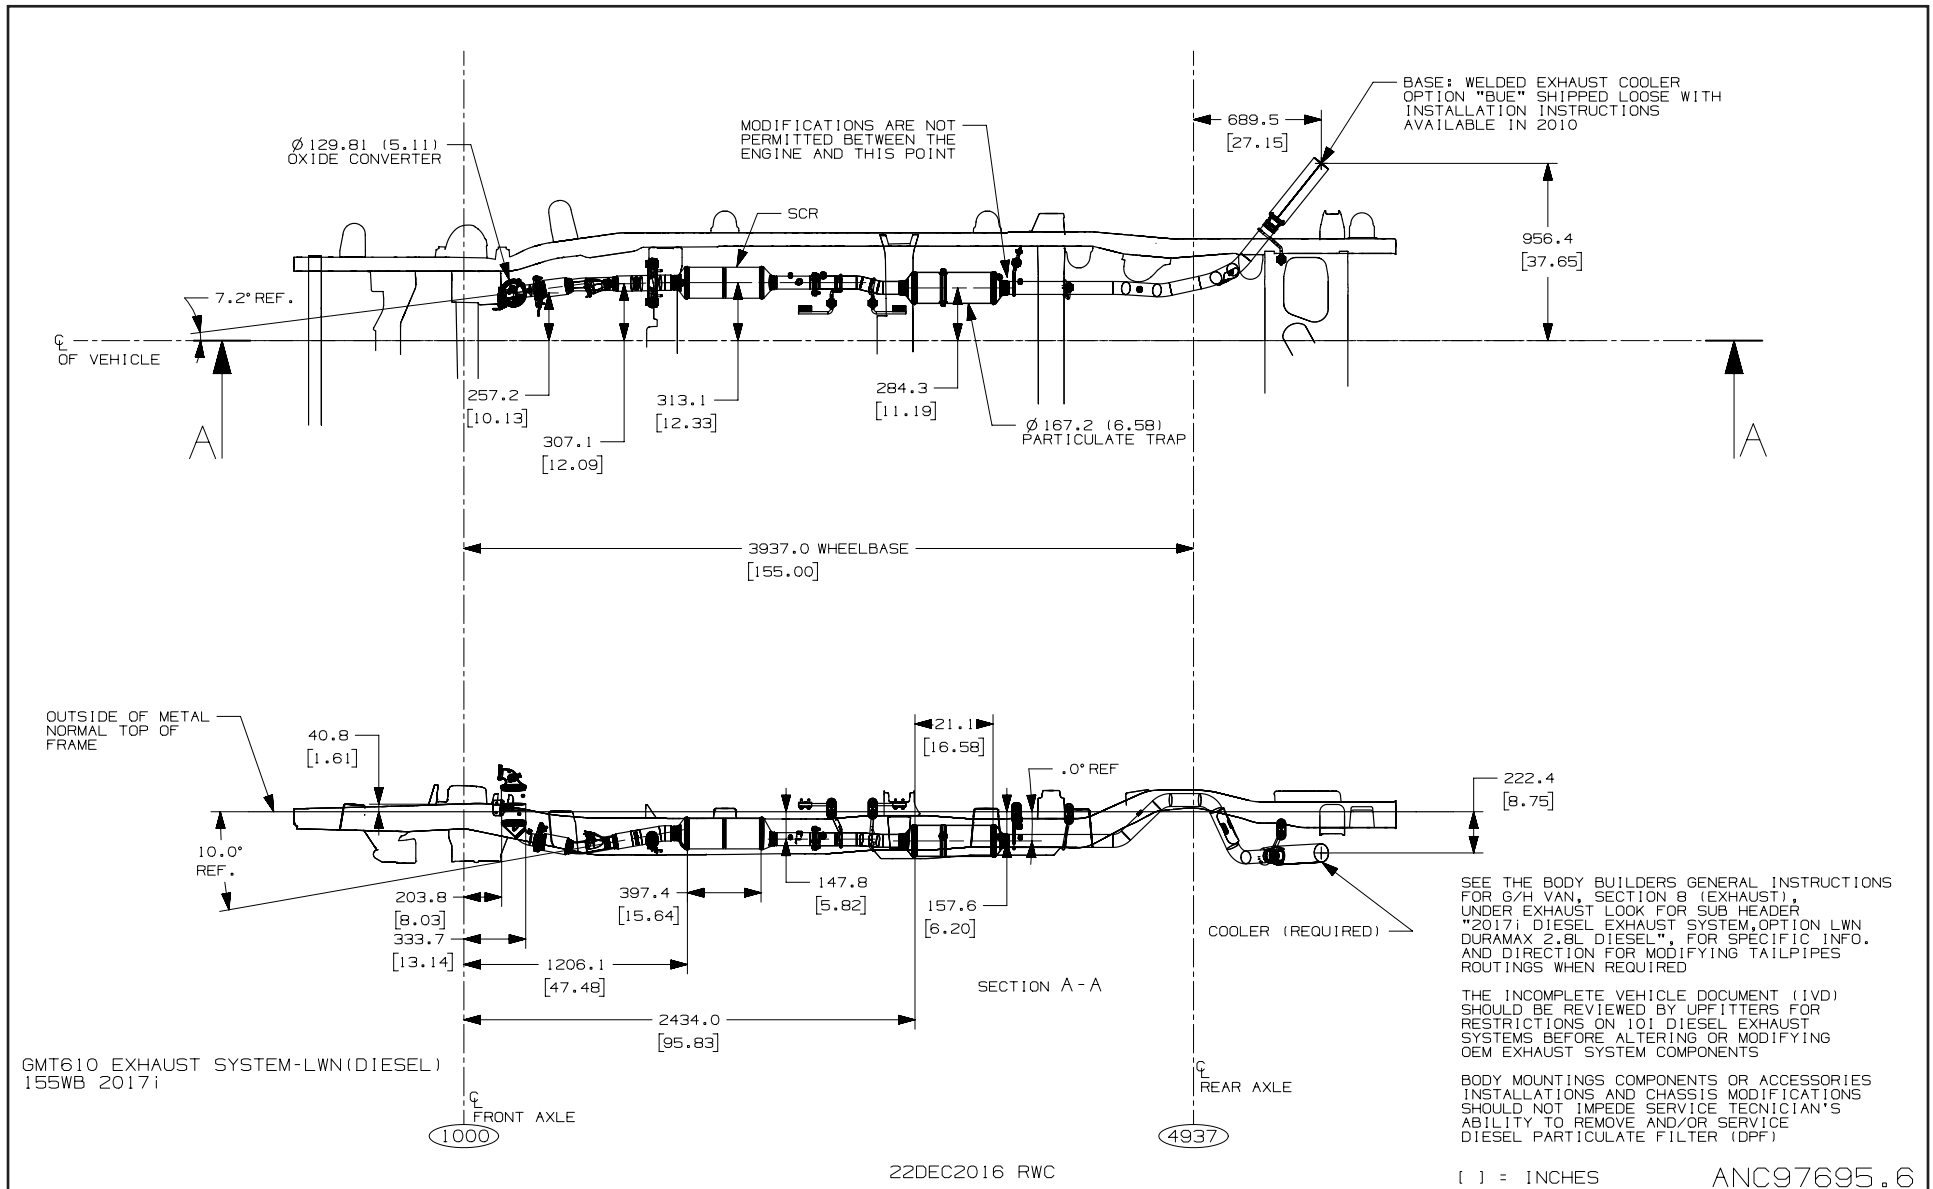 BASE: WELDED EXHAUST COOLER
OPTION "BUE" SHIPPED LOOSE WITH
INSTALLATION INSTRUCTIONS
AVAILABLE IN 2010
689.5
[27.15]
MODIFICATIONS ARE NOT
PERMITTED BETWEEN THE
ENGINE AND THIS POINT
Ø129.81 (5.11)
OXIDE CONVERTER
SCR
956.4
[37.65]
7.2° REF.
℄
OF VEHICLE
257.2
[10.13]
307.1
[12.09]
313.1
[12.33]
284.3
[11.19]
Ø167.2 (6.58)
PARTICULATE TRAP
A
A
3937.0 WHEELBASE
[155.00]
OUTSIDE OF METAL
NORMAL TOP OF
FRAME
40.8
[1.61]
421.1
[16.58]
.0° REF
222.4
[8.75]
10.0°
REF.
203.8
[8.03]
333.7
[13.14]
397.4
[15.64]
147.8
[5.82]
157.6
[6.20]
COOLER (REQUIRED)
1206.1
[47.48]
SECTION A-A
2434.0
[95.83]
SEE THE BODY BUILDERS GENERAL INSTRUCTIONS
FOR G/H VAN, SECTION 8 (EXHAUST),
UNDER EXHAUST LOOK FOR SUB HEADER
"2017i DIESEL EXHAUST SYSTEM,OPTION LWN
DURAMAX 2.8L DIESEL", FOR SPECIFIC INFO.
AND DIRECTION FOR MODIFYING TAILPIPES
ROUTINGS WHEN REQUIRED
THE INCOMPLETE VEHICLE DOCUMENT (IVD)
SHOULD BE REVIEWED BY UPFITTERS FOR
RESTRICTIONS ON 10I DIESEL EXHAUST
SYSTEMS BEFORE ALTERING OR MODIFYING
OEM EXHAUST SYSTEM COMPONENTS
BODY MOUNTINGS COMPONENTS OR ACCESSORIES
INSTALLATIONS AND CHASSIS MODIFICATIONS
SHOULD NOT IMPEDE SERVICE TECNICIAN'S
ABILITY TO REMOVE AND/OR SERVICE
DIESEL PARTICULATE FILTER (DPF)
GMT610 EXHAUST SYSTEM-LWN(DIESEL)
155WB 2017i
℄
FRONT AXLE
1000
℄
REAR AXLE
4937
22DEC2016 RWC
[ ] = INCHES
ANC97695.6